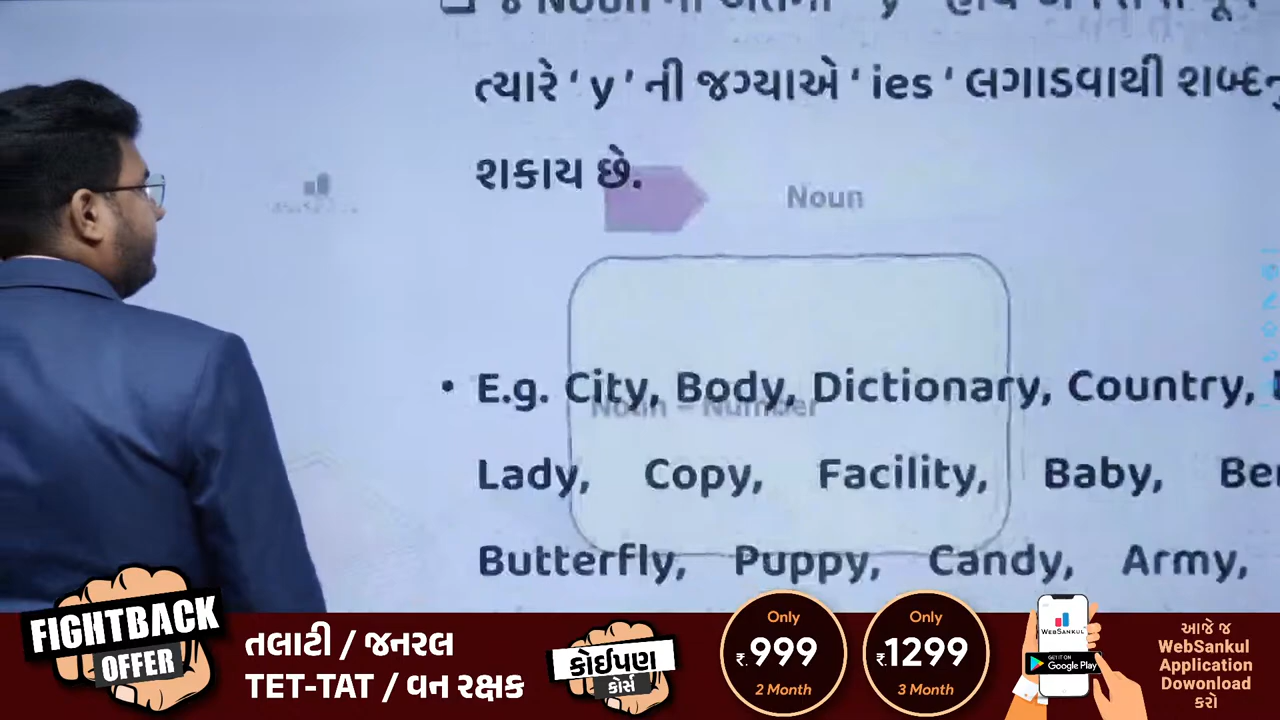 ત્યારે ‘ y ’ ની જગ્યાએ ‘ ies ‘ લગાડવાથી
શકાય છે.
Noun
• E.g. City, Body, Dictionary, Country,
Noun – Number
Lady, Copy, Facility, Baby,
Butterfly, Puppy, Candy, Army,
FIGHTBACK
OFFER
તલાટી / જનરલ
TET-TAT / વન રક્ષક
કોઈપણ
કોર્સ
Only
₹.999
2 Month
Only
₹.1299
3 Month
WEBSANKUL
GET IT ON
Google Play
આજે જ
WebSankul
Application
Dowonload
કરો